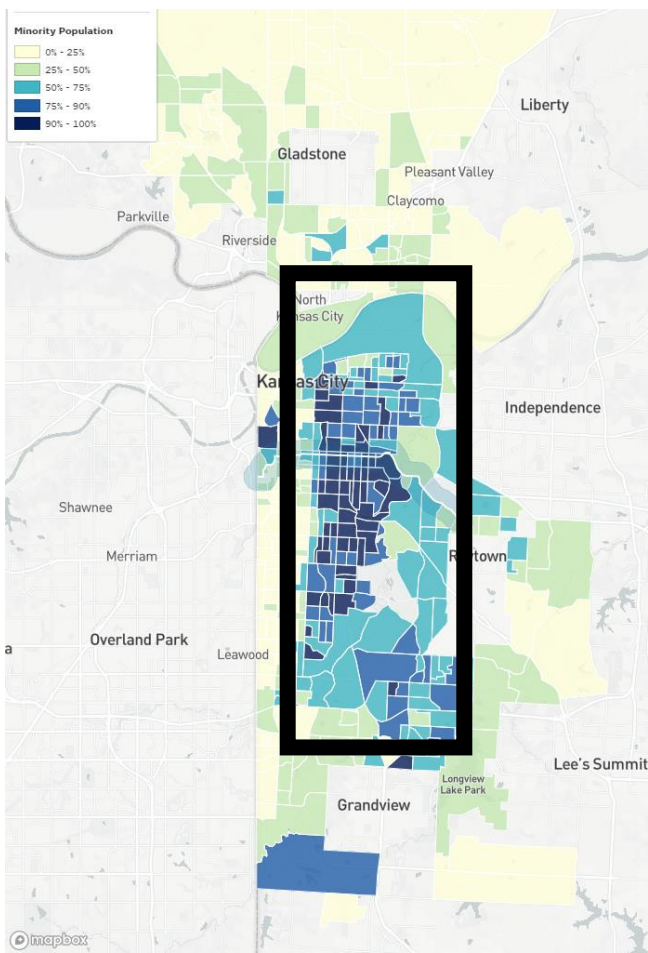 Minority Population
0% - 25%
25% - 50%
50% - 75%
75% - 90%
90% - 100%
Liberty
Gladstone
Pleasant Valley
Claycomo
Parkville
Riverside
North
Kansas City
Kansas City
Independence
Shawnee
Merriam
Raytown
Overland Park
Leawood
a
Lee's Summit
Longview
Lake Park
Grandview
mapbox